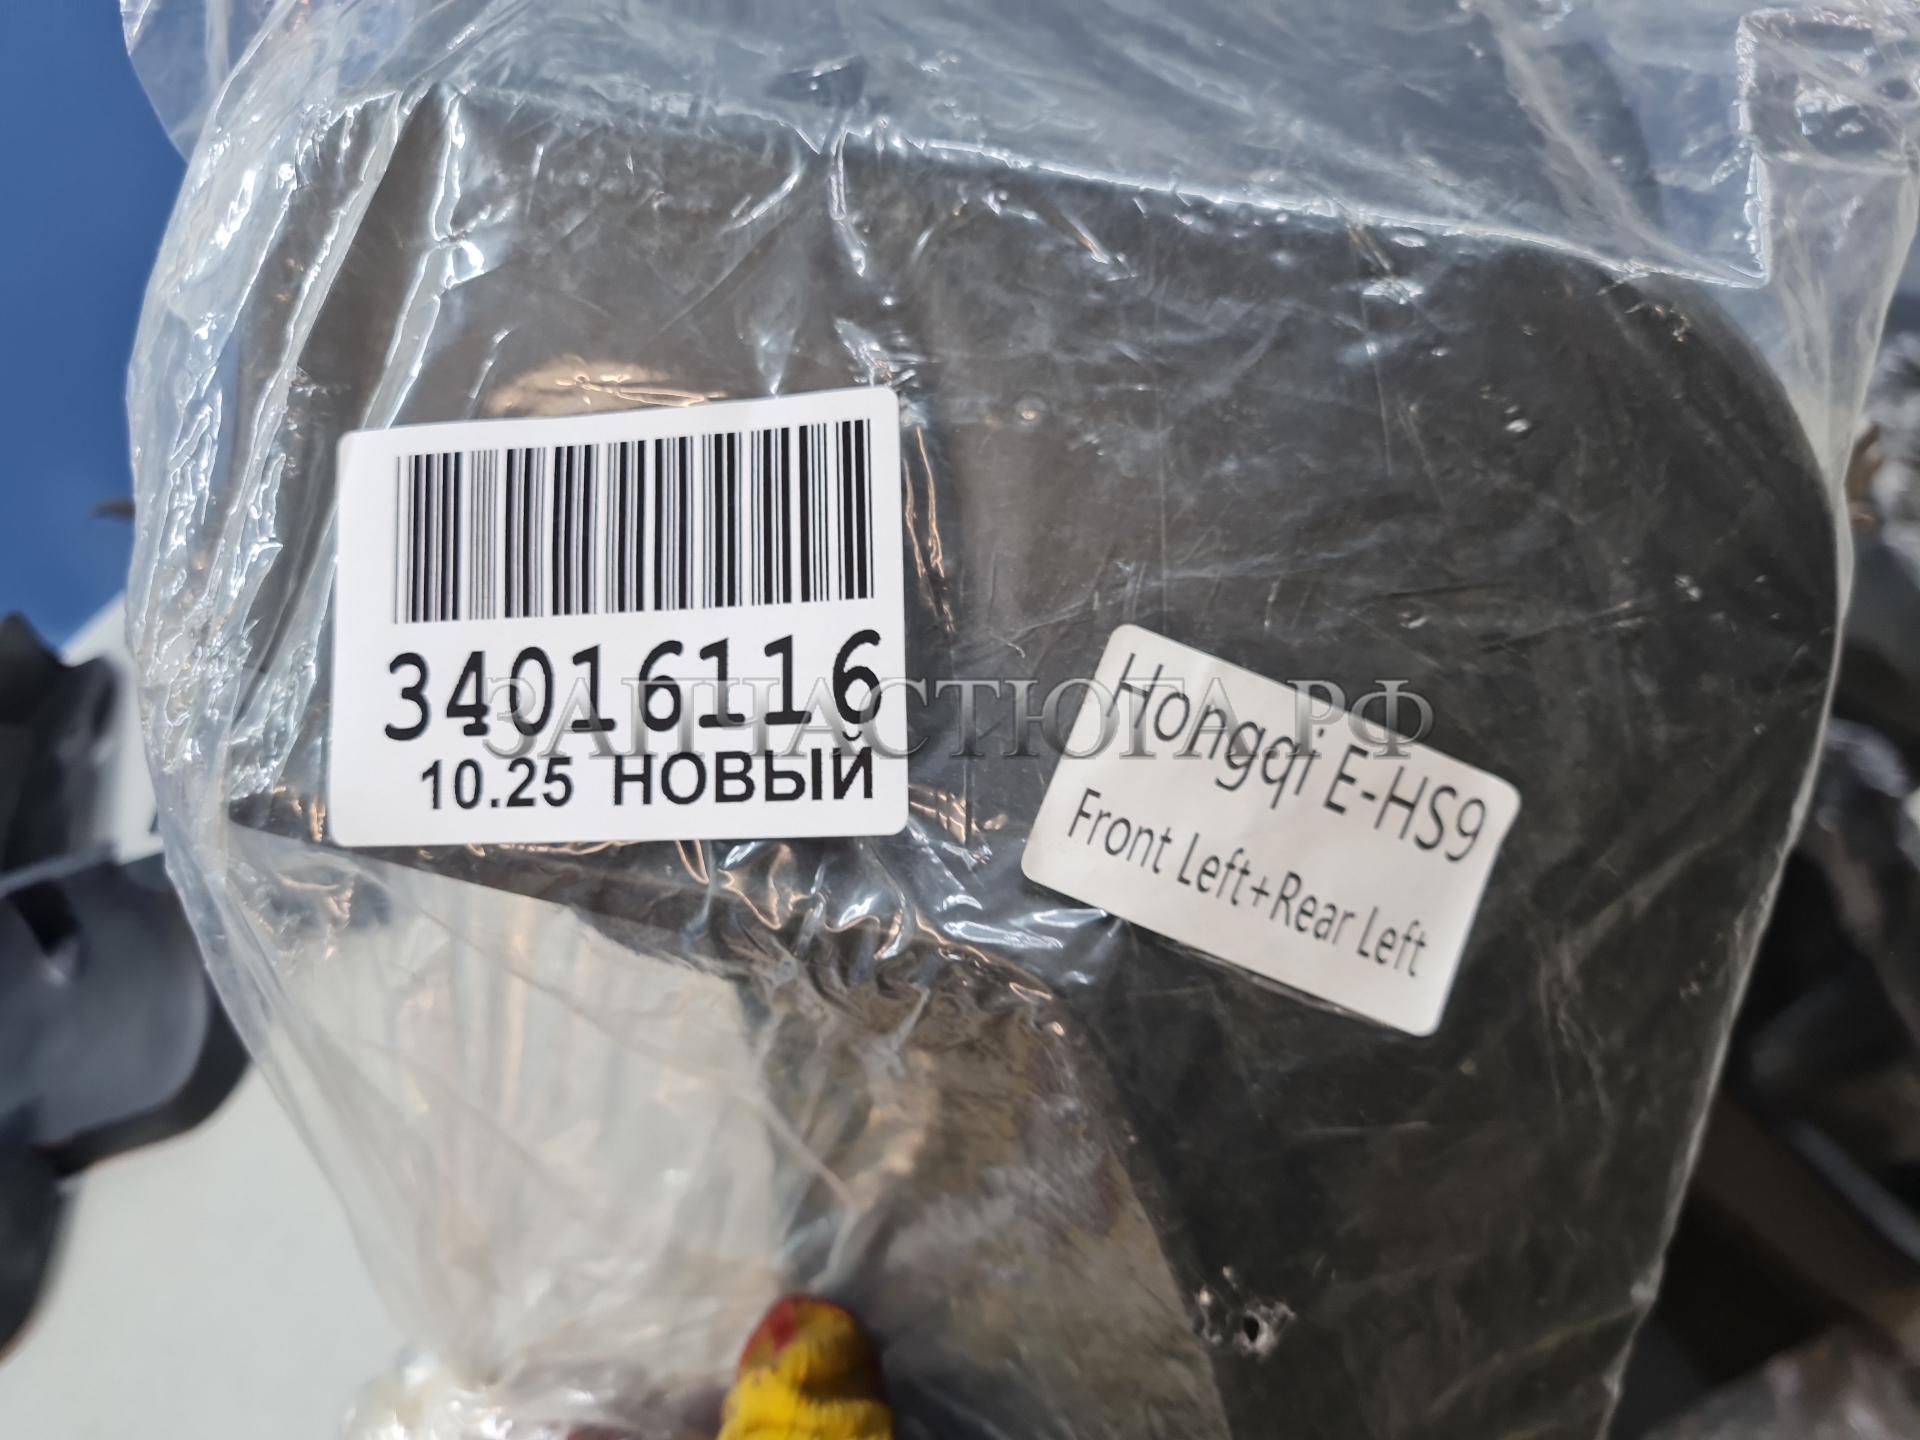 34016116
10.25 НОВЫЙ
ЗАПЧАСТЮГА.РФ
Hongqi E-HS9
Front Left+Rear Left